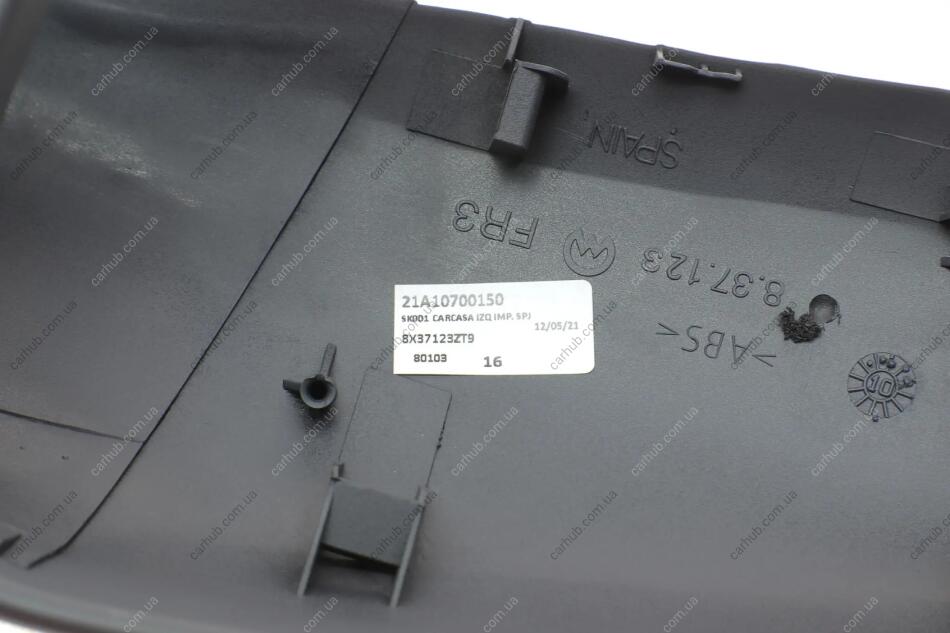 SPAIN
FR3
8.37.123
>ABS<
10
21A10700150
SK001 CARCASA IZQ IMP. SPJ
12/05/21
8X37123ZT9
80103
16
carhub.com.ua